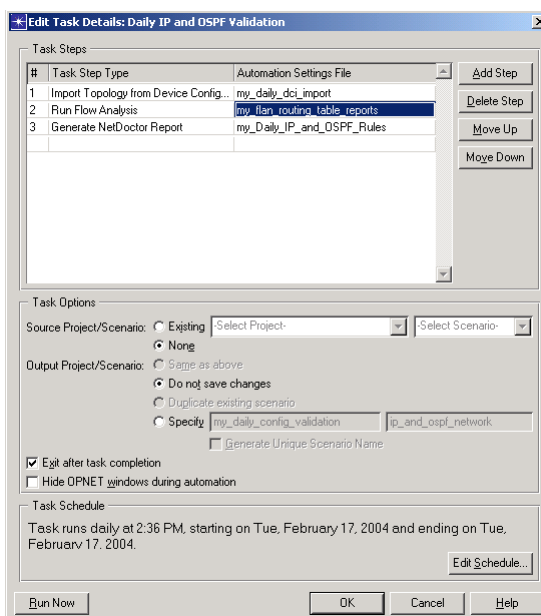 Edit Task Details: Daily IP and OSPF Validation
Task Steps
# Task Step Type Automation Settings File
1 Import Topology from Device Config... my_daily_dci_import
2 Run Flow Analysis my_flan_routing_table_reports
3 Generate NetDoctor Report my_Daily_IP_and_OSPF_Rules
Add Step
Delete Step
Move Up
Move Down
Task Options
Source Project/Scenario: Existing -Select Project- -Select Scenario-
None
Output Project/Scenario: Same as above
Do not save changes
Duplicate existing scenario
Specify my_daily_config_validation ip_and_ospf_network
Generate Unique Scenario Name
Exit after task completion
Hide OPNET windows during automation
Task Schedule
Task runs daily at 2:36 PM, starting on Tue, February 17, 2004 and ending on Tue,
February 17, 2004.
Edit Schedule...
Run Now OK Cancel Help